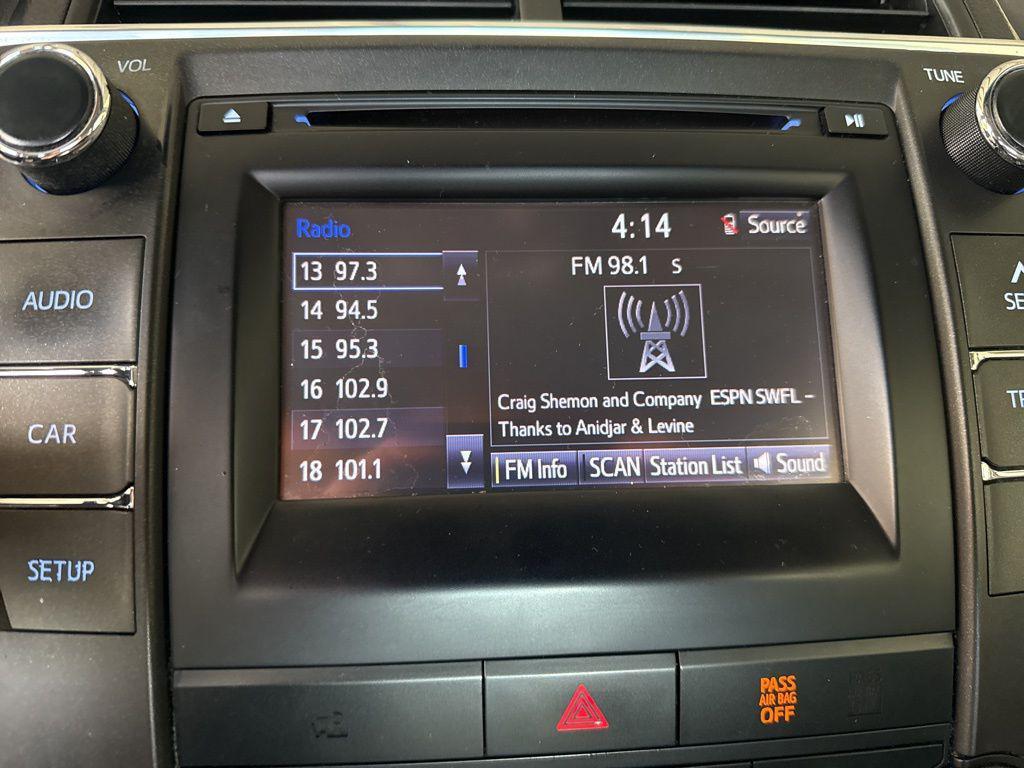 VOL
TUNE
Radio
4:14
Source
13 97.3
14 94.5
15 95.3
16 102.9
17 102.7
18 101.1
FM 98.1 S
Craig Shemon and Company ESPN SWFL -
Thanks to Anidjar & Levine
FM Info
SCAN
Station List
Sound
AUDIO
CAR
SETUP
PASS
AIR BAG
OFF